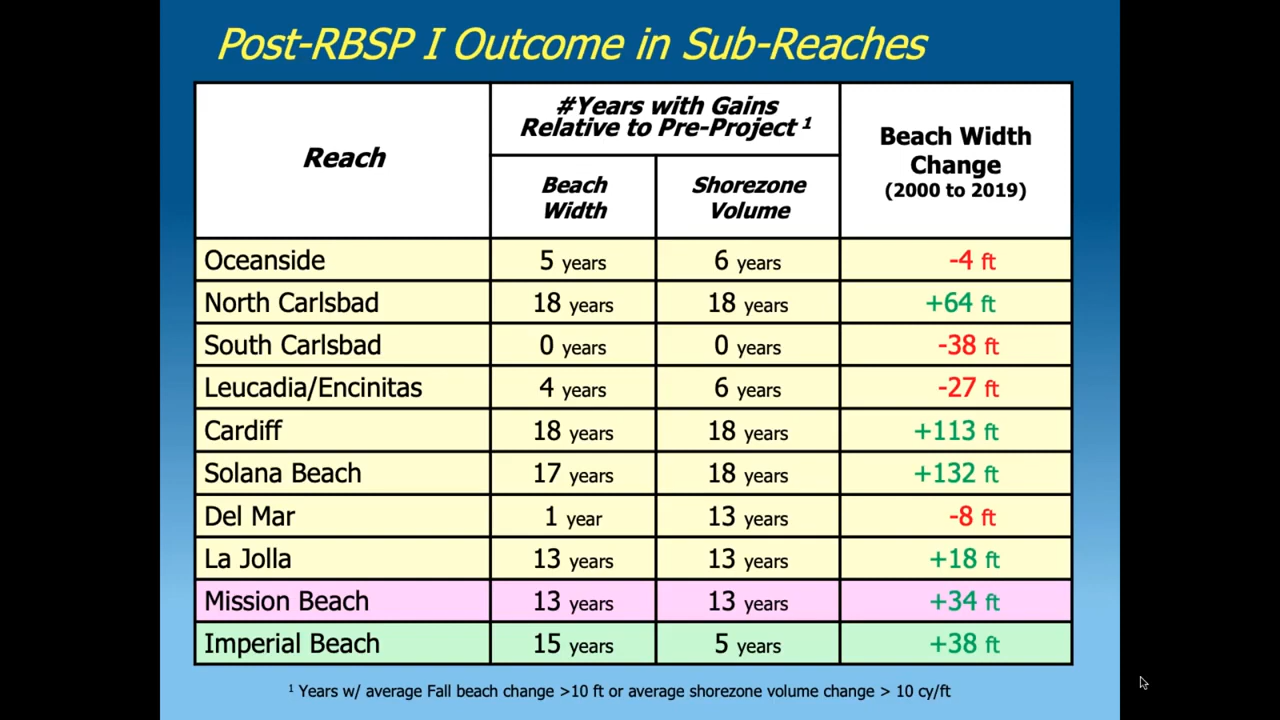 Post-RBSP I Outcome in Sub-Reaches
Reach
#Years with Gains
Relative to Pre-Project ¹
Beach Width
Change
(2000 to 2019)
Beach
Width
Shorezone
Volume
Oceanside 5 years 6 years -4 ft
North Carlsbad 18 years 18 years +64 ft
South Carlsbad 0 years 0 years -38 ft
Leucadia/Encinitas 4 years 6 years -27 ft
Cardiff 18 years 18 years +113 ft
Solana Beach 17 years 18 years +132 ft
Del Mar 1 year 13 years -8 ft
La Jolla 13 years 13 years +18 ft
Mission Beach 13 years 13 years +34 ft
Imperial Beach 15 years 5 years +38 ft
¹ Years w/ average Fall beach change >10 ft or average shorezone volume change > 10 cy/ft